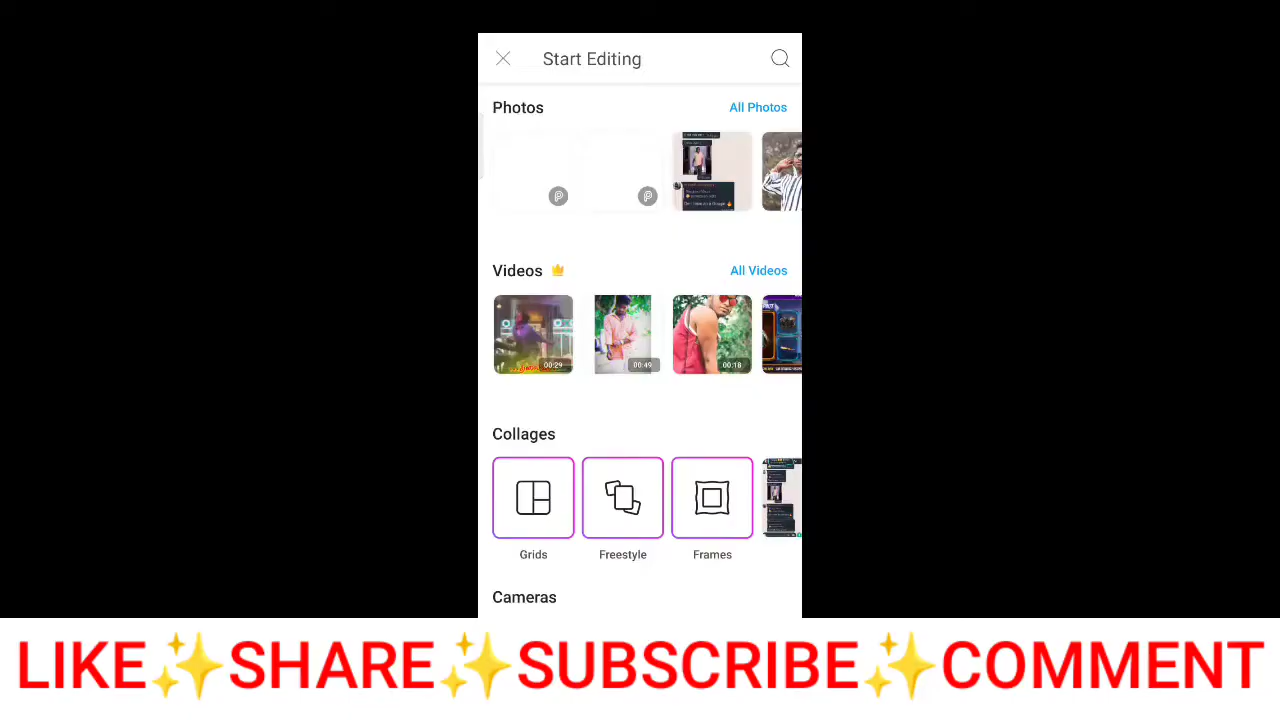 Start Editing
Photos
All Photos
Videos
All Videos
00:29
00:49
00:18
Collages
Grids
Freestyle
Frames
Cameras
LIKE✨SHARE✨SUBSCRIBE✨COMMENT